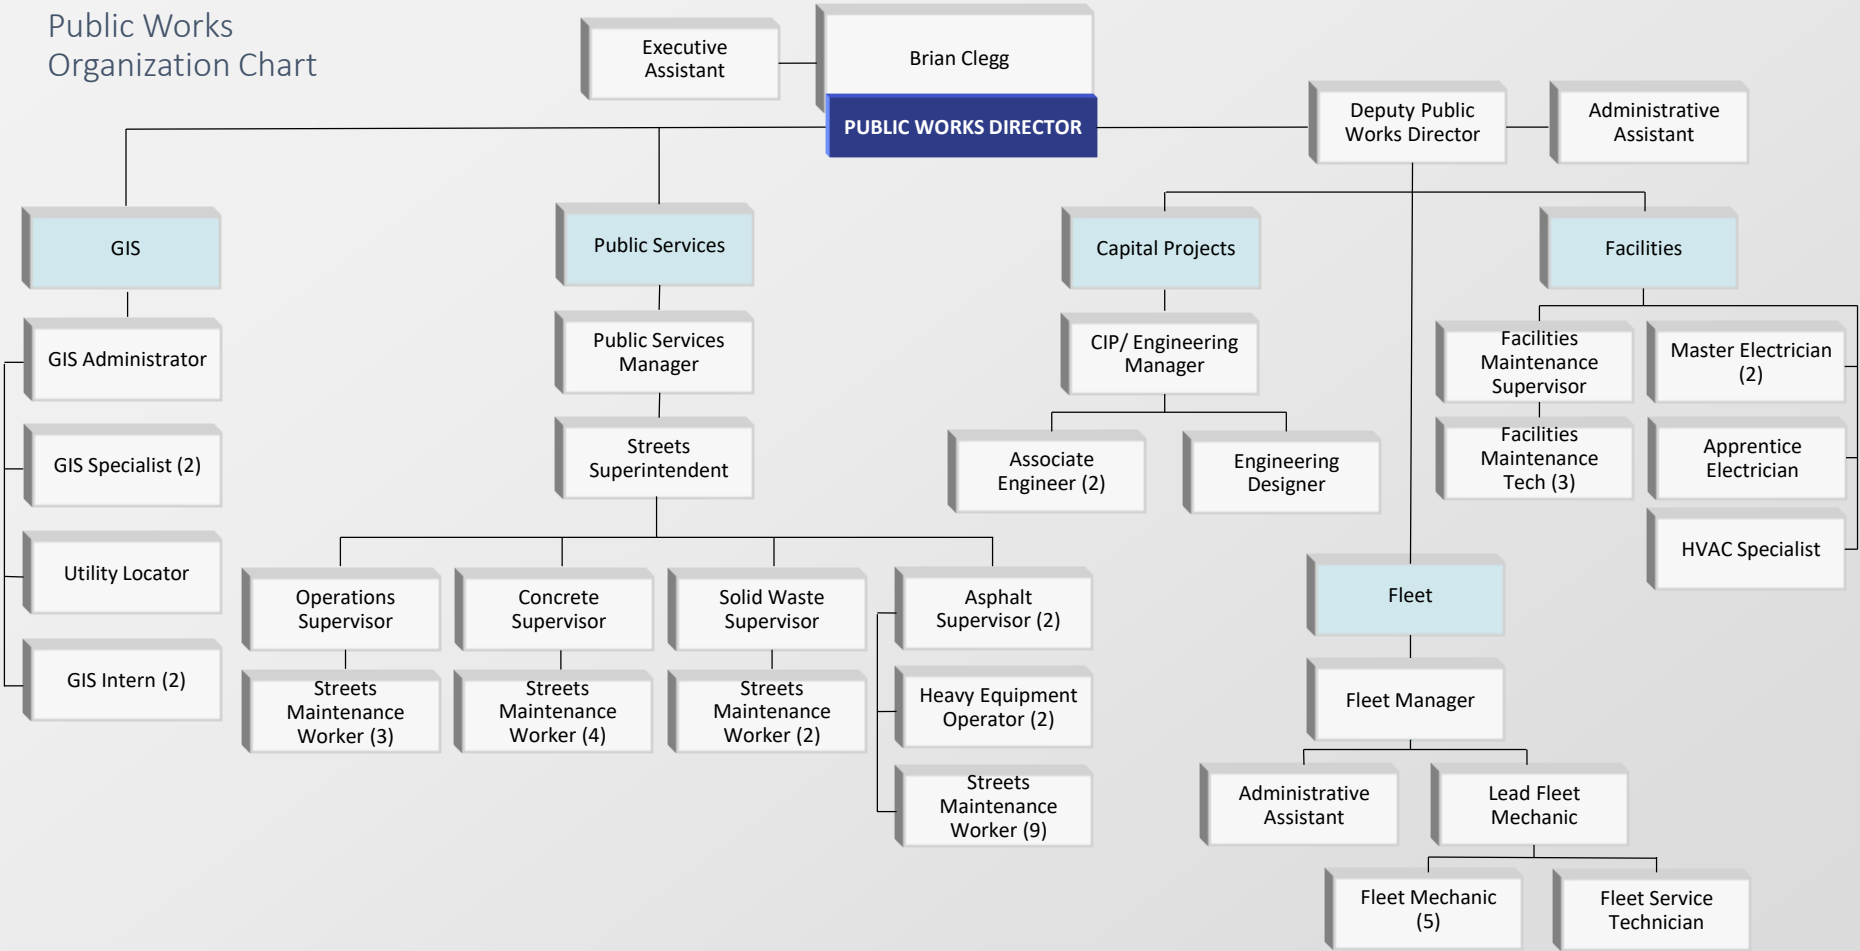 Public Works
Organization Chart
Executive
Assistant
Brian Clegg
PUBLIC WORKS DIRECTOR
Deputy Public
Works Director
Administrative
Assistant
GIS
GIS Administrator
GIS Specialist (2)
Utility Locator
GIS Intern (2)
Public Services
Public Services
Manager
Streets
Superintendent
Operations
Supervisor
Streets
Maintenance
Worker (3)
Concrete
Supervisor
Streets
Maintenance
Worker (4)
Solid Waste
Supervisor
Streets
Maintenance
Worker (2)
Asphalt
Supervisor (2)
Heavy Equipment
Operator (2)
Streets
Maintenance
Worker (9)
Capital Projects
CIP/ Engineering
Manager
Associate
Engineer (2)
Engineering
Designer
Facilities
Facilities
Maintenance
Supervisor
Facilities
Maintenance
Tech (3)
Master Electrician
(2)
Apprentice
Electrician
HVAC Specialist
Fleet
Fleet Manager
Administrative
Assistant
Lead Fleet
Mechanic
Fleet Mechanic
(5)
Fleet Service
Technician